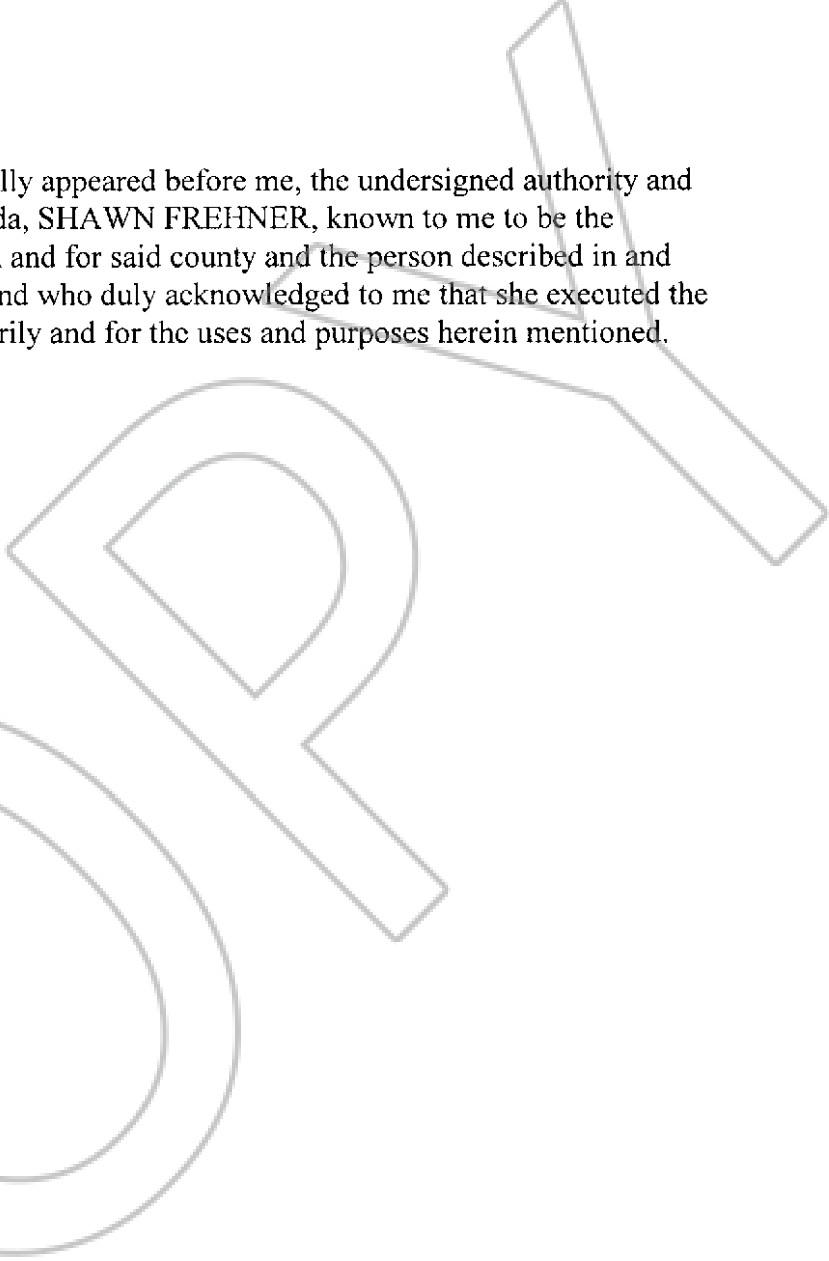 lly appeared before me, the undersigned authority and
da, SHAWN FREHNER, known to me to be the
and for said county and the person described in and
nd who duly acknowledged to me that she executed the
rily and for the uses and purposes herein mentioned.
OPY